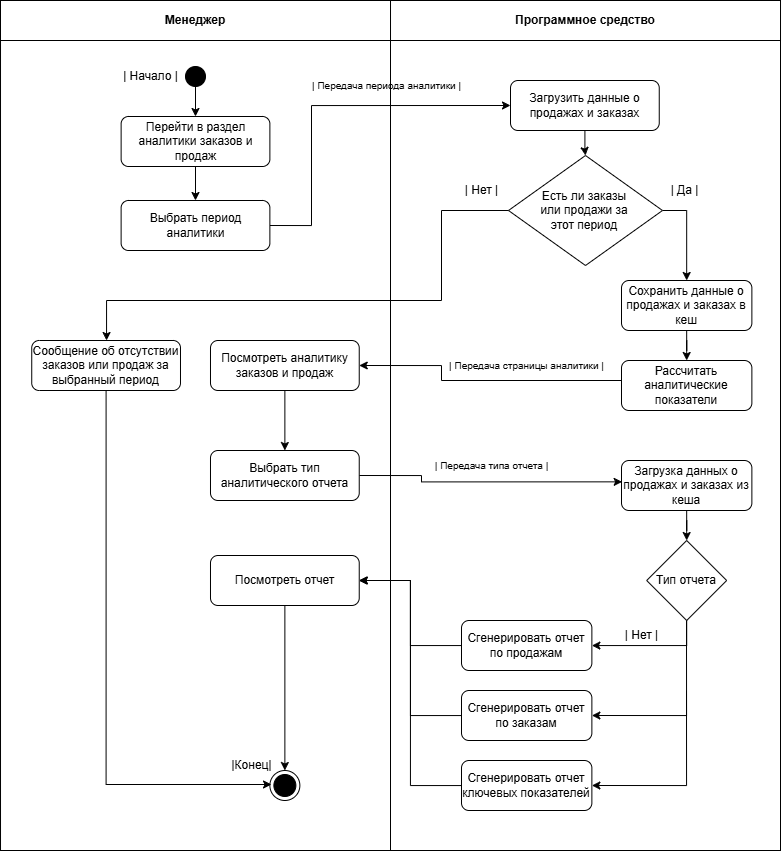 Менеджер
Программное средство
| Начало |
| Передача периода аналитики |
Загрузить данные о
продажах и заказах
Перейти в раздел
аналитики заказов и
продаж
Выбрать период
аналитики
| Нет |
Есть ли заказы
или продажи за
этот период
| Да |
Сохранить данные о
продажах и заказах в
кеш
Сообщение об отсутствии
заказов или продаж за
выбранный период
Посмотреть аналитику
заказов и продаж
| Передача страницы аналитики |
Рассчитать
аналитические
показатели
Выбрать тип
аналитического отчета
| Передача типа отчета |
Загрузка данных о
продажах и заказах из
кеша
Посмотреть отчет
Тип отчета
Сгенерировать отчет
по продажам
| Нет |
Сгенерировать отчет
по заказам
|Конец|
Сгенерировать отчет
ключевых показателей